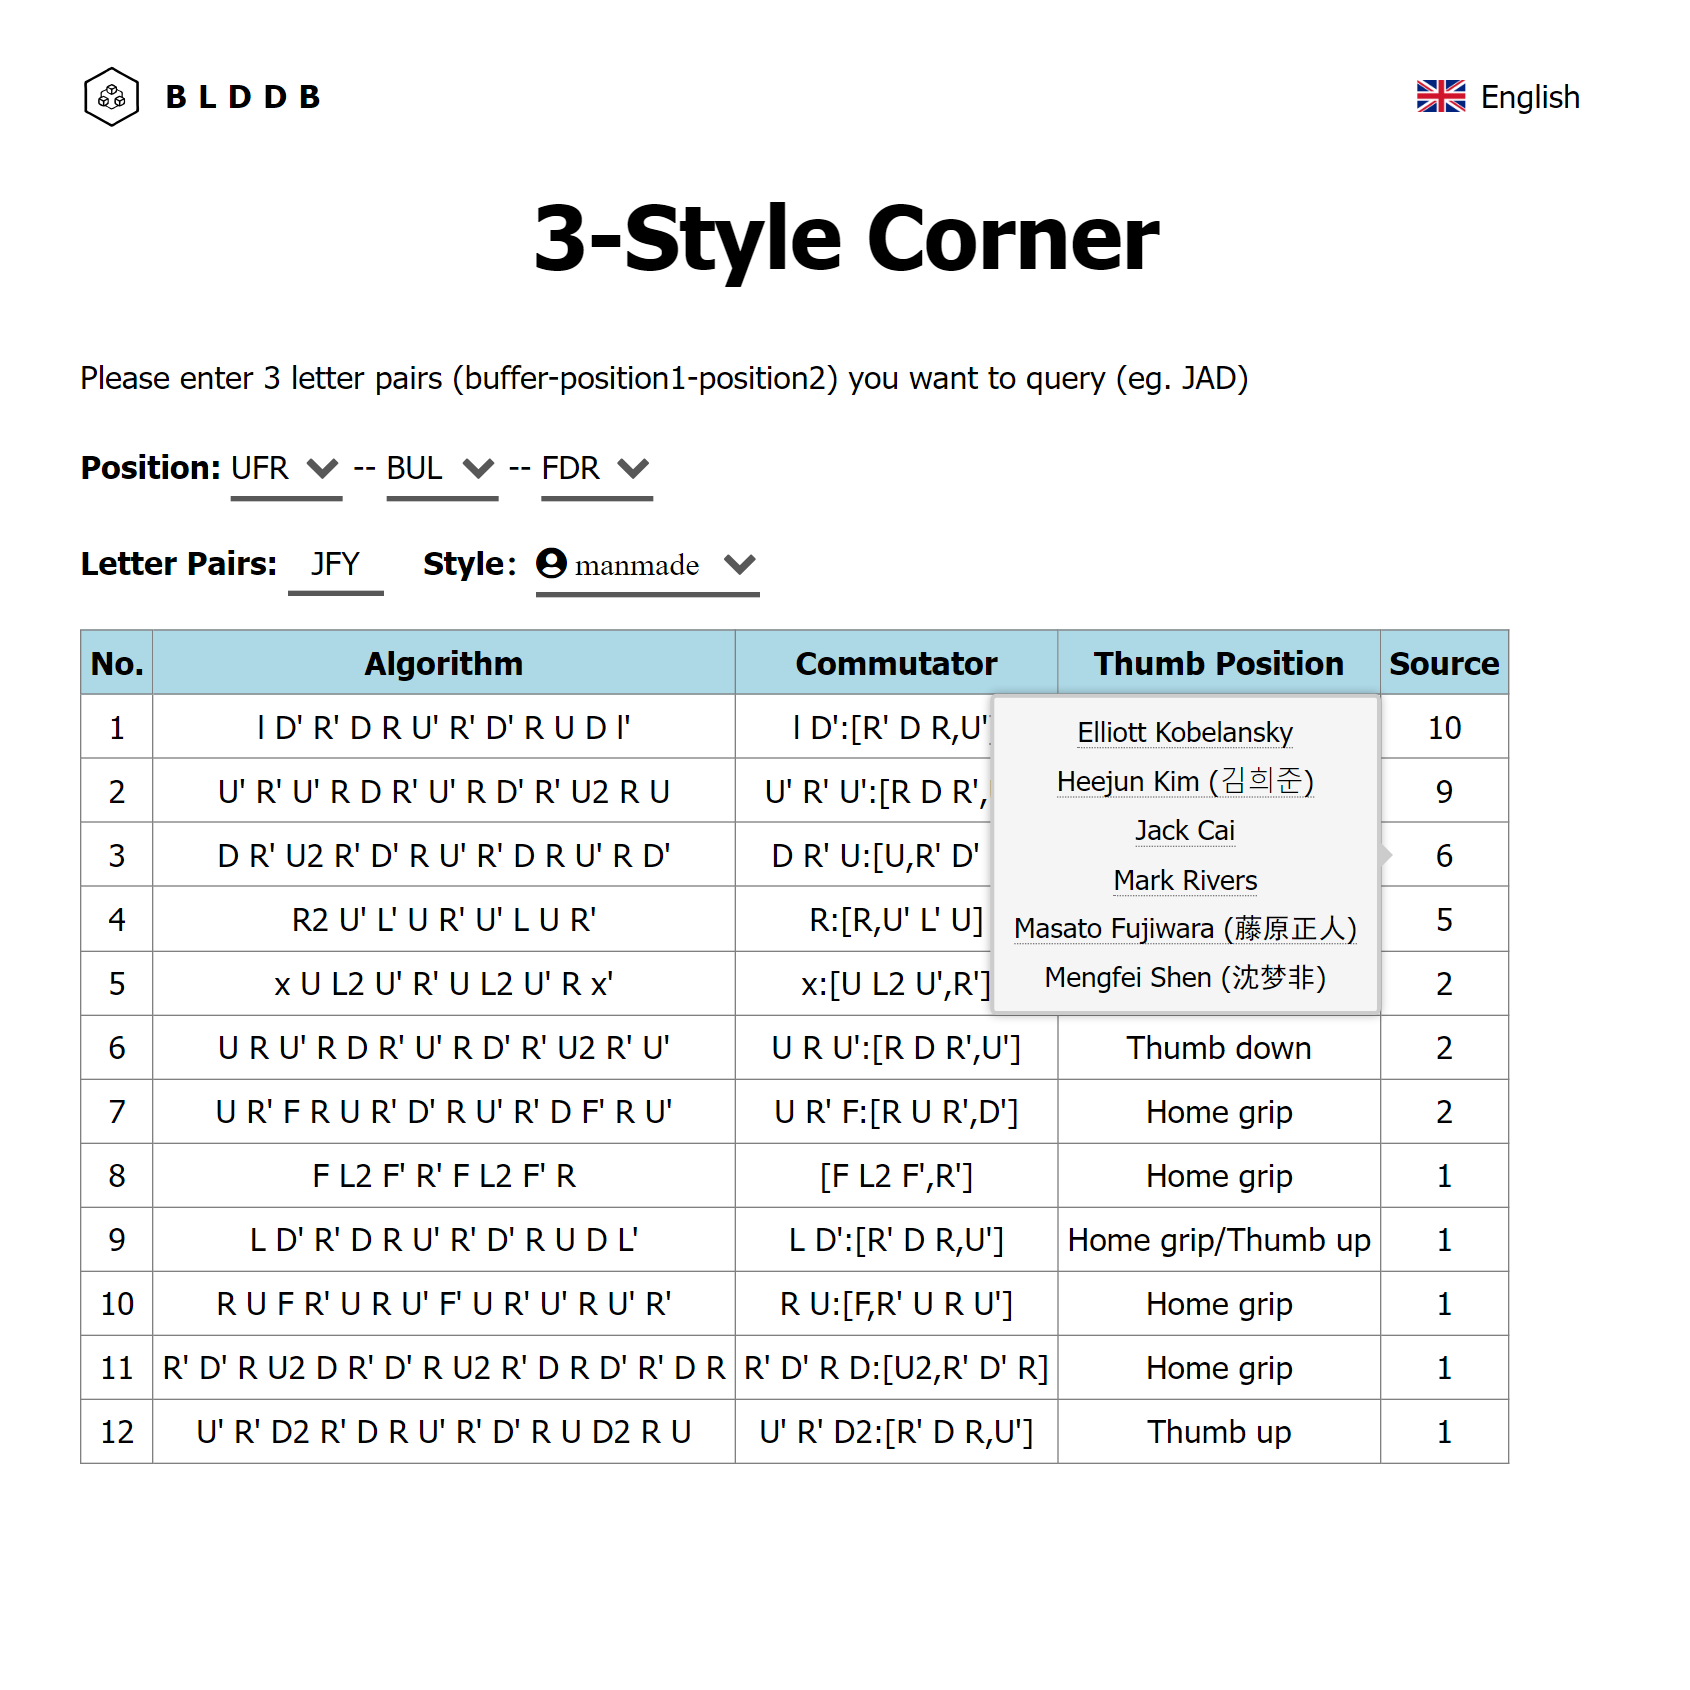 BLDDB
English
3-Style Corner
Please enter 3 letter pairs (buffer-position1-position2) you want to query (eg. JAD)
Position: UFR -- BUL -- FDR
Letter Pairs: JFY Style: manmade
No. Algorithm Commutator Thumb Position Source
1 l D' R' D R U' R' D' R U D l' l D':[R' D R,U'] 10
2 U' R' U' R D R' U' R D' R' U2 R U U' R' U':[R D R', 9
3 D R' U2 R' D' R U' R' D R U' R D' D R' U:[U,R' D' 6
4 R2 U' L' U R' U' L U R' R:[R,U' L' U] 5
5 x U L2 U' R' U L2 U' R x' x:[U L2 U',R'] 2
Elliott Kobelansky
Heejun Kim (김희준)
Jack Cai
Mark Rivers
Masato Fujiwara (藤原正人)
Mengfei Shen (沈梦非)
6 U R U' R D R' U' R D' R' U2 R' U' U R U':[R D R',U'] Thumb down 2
7 U R' F R U R' D' R U' R' D F' R U' U R' F:[R U R',D'] Home grip 2
8 F L2 F' R' F L2 F' R [F L2 F',R'] Home grip 1
9 L D' R' D R U' R' D' R U D L' L D':[R' D R,U'] Home grip/Thumb up 1
10 R U F R' U R U' F' U R' U' R U' R' R U:[F,R' U R U'] Home grip 1
11 R' D' R U2 D R' D' R U2 R' D R D' R' D R R' D' R D:[U2,R' D' R] Home grip 1
12 U' R' D2 R' D R U' R' D' R U D2 R U U' R' D2:[R' D R,U'] Thumb up 1